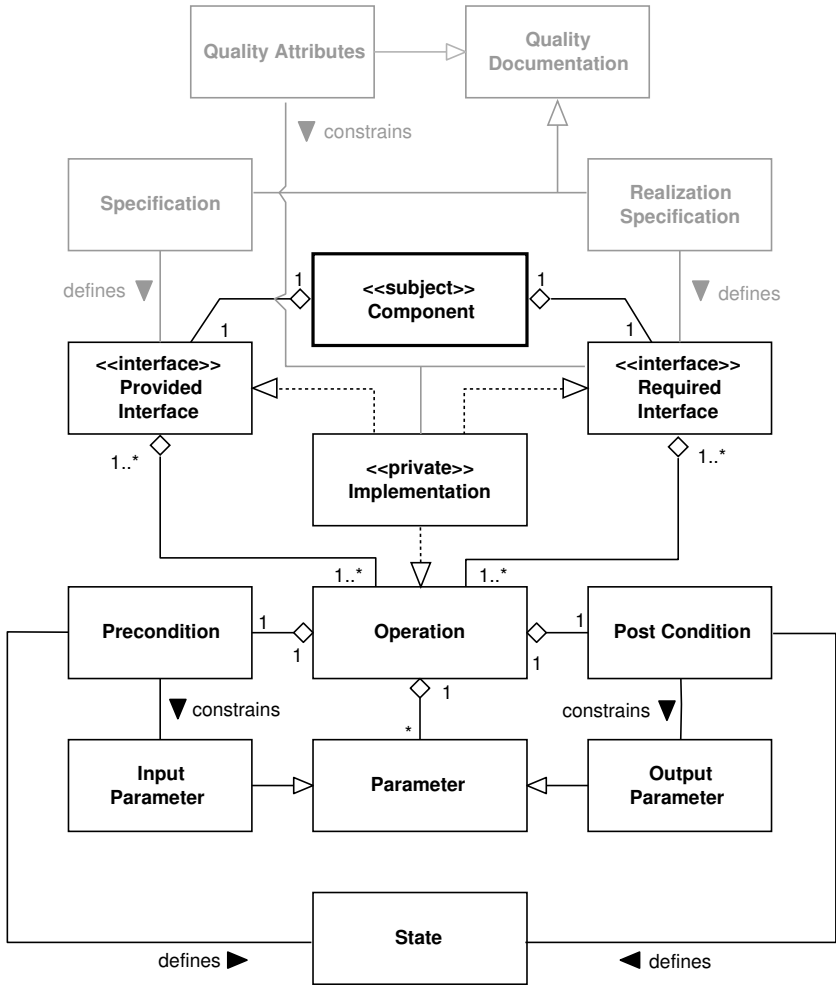 Quality Attributes
Quality
Documentation
constrains
Specification
Realization
Specification
defines
1
<<subject>>
Component
1
defines
1
1
<<interface>>
Provided
Interface
<<interface>>
Required
Interface
1..*
<<private>>
Implementation
1..*
1..*
1..*
Precondition
1
1
Operation
1
1
Post Condition
constrains
1
*
constrains
Input
Parameter
Parameter
Output
Parameter
State
defines
defines